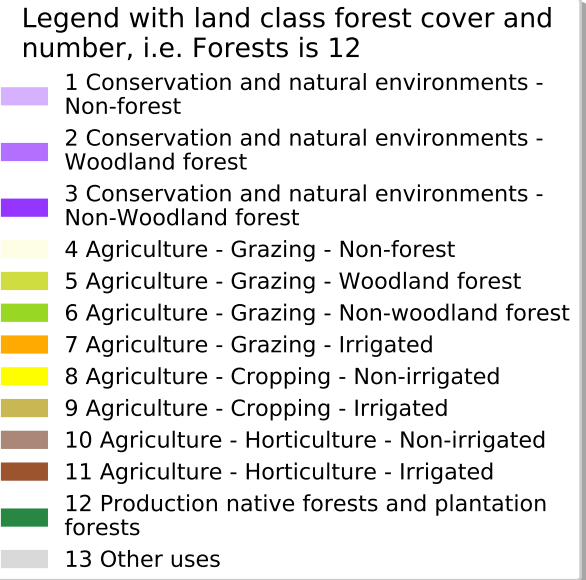 Legend with land class forest cover and
number, i.e. Forests is 12
1 Conservation and natural environments -
Non-forest
2 Conservation and natural environments -
Woodland forest
3 Conservation and natural environments -
Non-Woodland forest
4 Agriculture - Grazing - Non-forest
5 Agriculture - Grazing - Woodland forest
6 Agriculture - Grazing - Non-woodland forest
7 Agriculture - Grazing - Irrigated
8 Agriculture - Cropping - Non-irrigated
9 Agriculture - Cropping - Irrigated
10 Agriculture - Horticulture - Non-irrigated
11 Agriculture - Horticulture - Irrigated
12 Production native forests and plantation
forests
13 Other uses